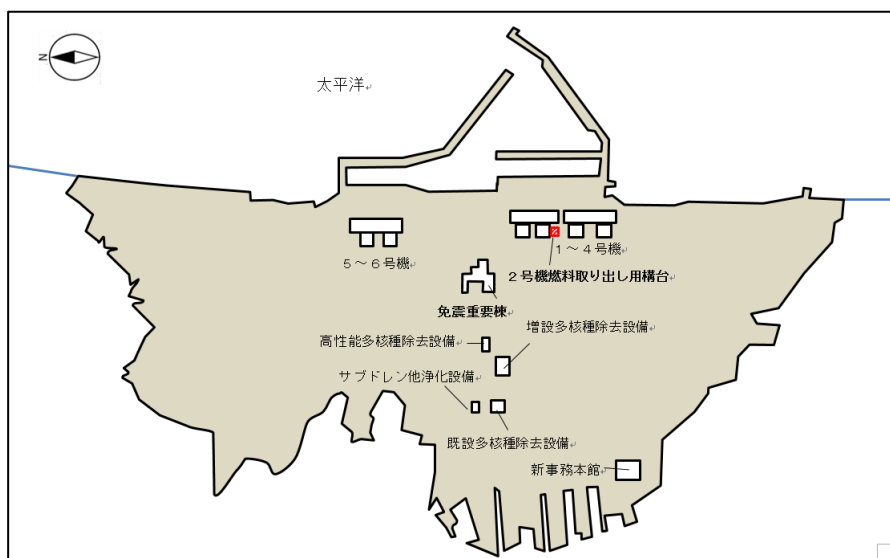 N
太平洋
5～6号機
1～4号機
2号機燃料取り出し用構台
免震重要棟
増設多核種除去設備
高性能多核種除去設備
サブドレン他浄化設備
既設多核種除去設備
新事務本館